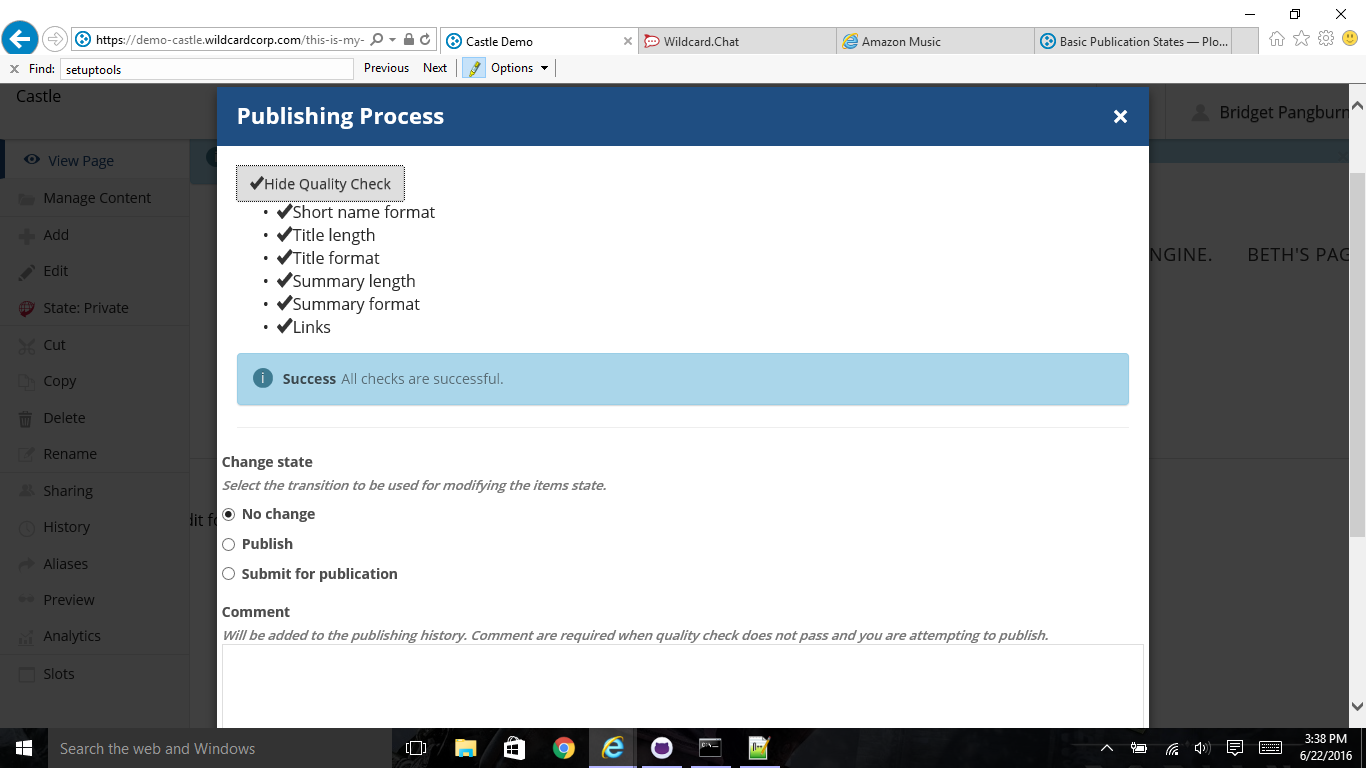 https://demo-castle.wildcardcorp.com/this-is-my-
Castle Demo
Wildcard.Chat
Amazon Music
Basic Publication States — Plo...
Find:
setuptools
Previous
Next
Options
Castle
Publishing Process
Bridget Pangburn
View Page
Manage Content
Add
Edit
State: Private
Cut
Copy
Delete
Rename
Sharing
History
Aliases
Preview
Analytics
Slots
Hide Quality Check
• Short name format
• Title length
• Title format
• Summary length
• Summary format
• Links
NGINE.
BETH'S PAG
Success All checks are successful.
Change state
Select the transition to be used for modifying the items state.
dit fo
No change
Publish
Submit for publication
Comment
Will be added to the publishing history. Comment are required when quality check does not pass and you are attempting to publish.
Search the web and Windows
3:38 PM
6/22/2016